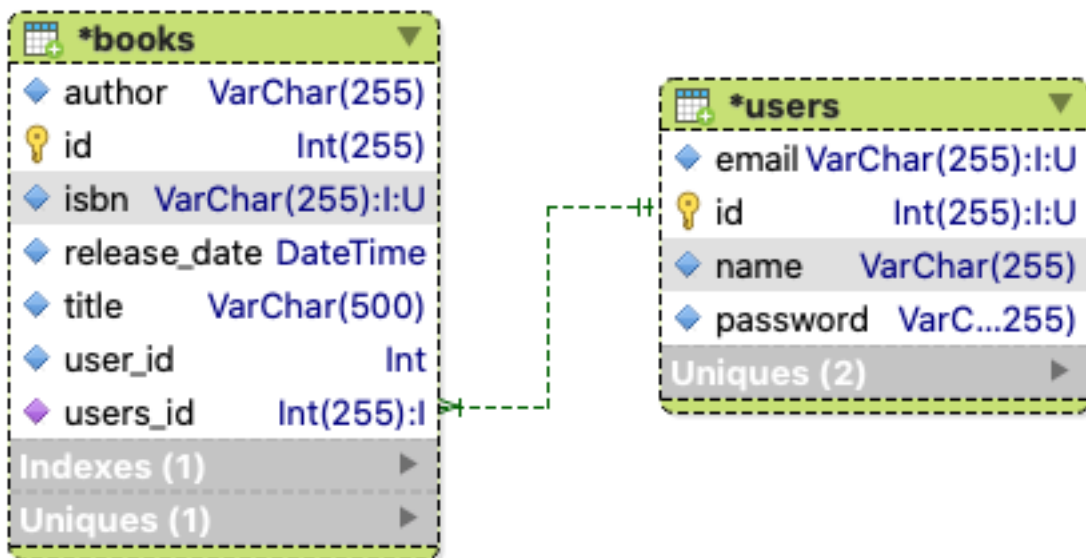 *books
author VarChar(255)
id Int(255)
isbn VarChar(255):I:U
release_date DateTime
title VarChar(500)
user_id Int
users_id Int(255):I
Indexes (1)
Uniques (1)
*users
email VarChar(255):I:U
id Int(255):I:U
name VarChar(255)
password VarC...255)
Uniques (2)